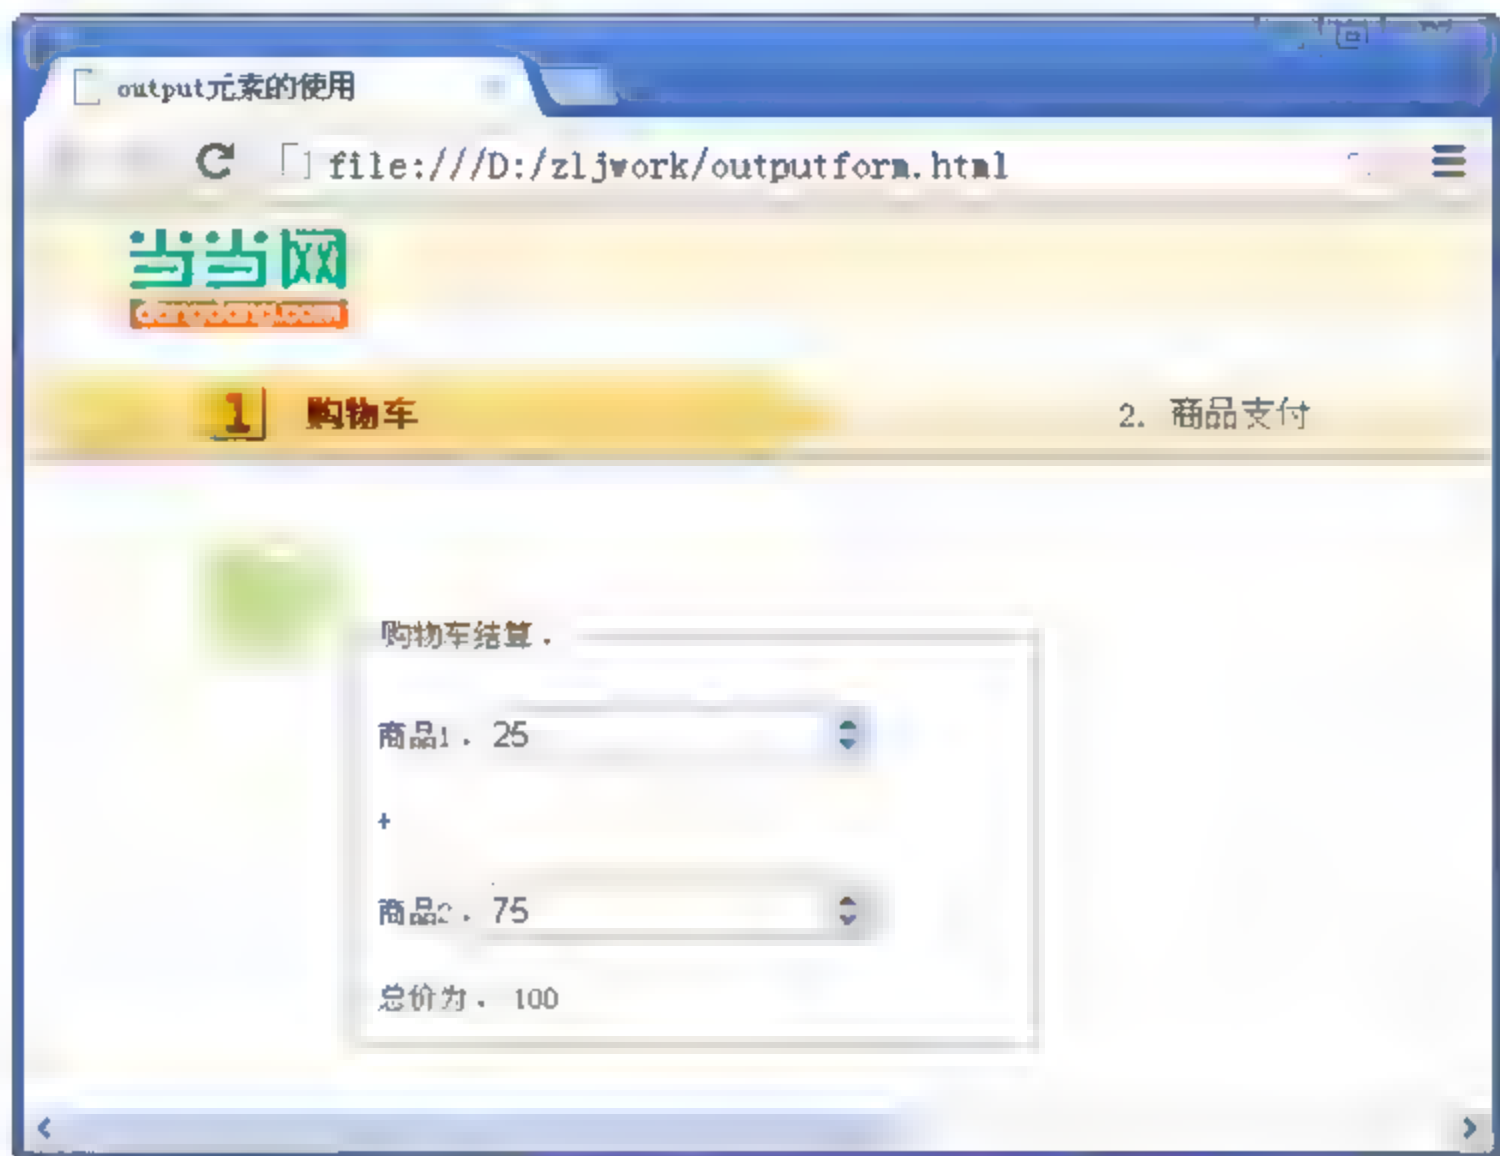 output元素的使用
file:///D:/zljwork/outputform.html
当当网
dangdang.com
1 购物车
2. 商品支付
购物车结算.
商品1. 25
+
商品2. 75
总价为. 100